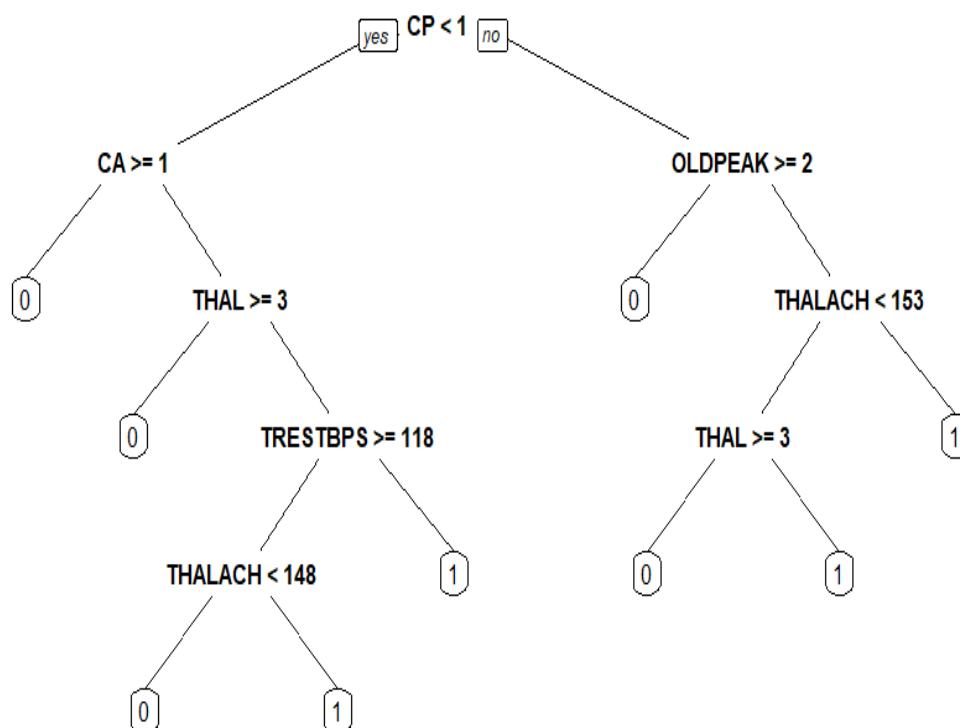 yes CP < 1 no
CA >= 1 OLDPEAK >= 2
0 THAL >= 3 0 THALACH < 153
0 TRESTBPS >= 118 THAL >= 3 1
THALACH < 148 1 0 1
0 1